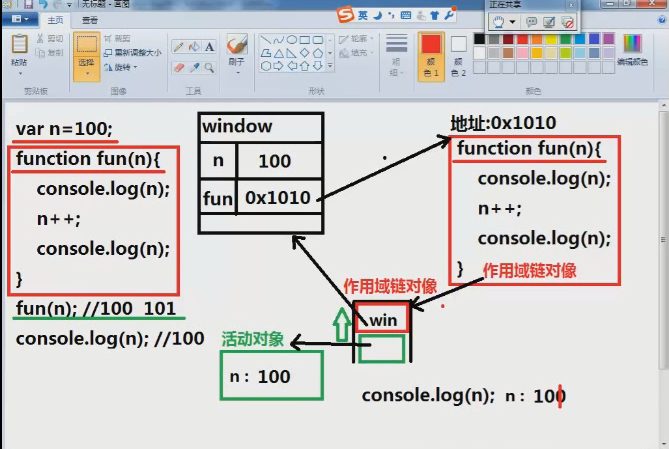 无标题 - 画图
正在共享
英
主页
查看
粘贴
剪切
复制
剪贴板
选择
裁剪
重新调整大小
旋转
图像
工具
刷子
形状
轮廓
填充
粗细
颜色 1
颜色 2
颜色
编辑颜色
var n=100;
function fun(n){
console.log(n);
n++;
console.log(n);
}
fun(n); //100 101
console.log(n); //100
window
n 100
fun 0x1010
地址:0x1010
function fun(n){
console.log(n);
n++;
console.log(n);
}
作用域链对像
作用域链对像
win
活动对象
n : 100
console.log(n); n : 100